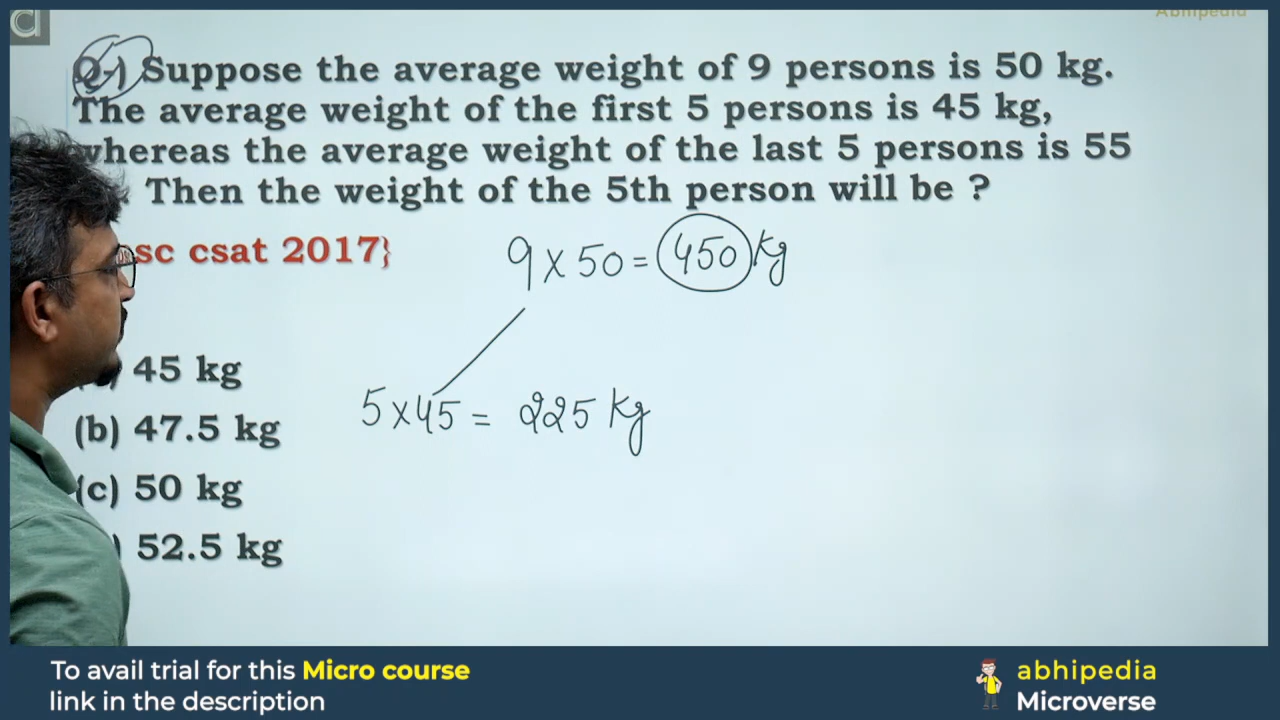 Abhipedia
Q-) Suppose the average weight of 9 persons is 50 kg.
The average weight of the first 5 persons is 45 kg,
whereas the average weight of the last 5 persons is 55
. Then the weight of the 5th person will be ?
sc csat 2017}
9 x 50 = 450 kg
45 kg
5 x 45 = 225 kg
(b) 47.5 kg
(c) 50 kg
) 52.5 kg
To avail trial for this Micro course
link in the description
abhipedia
Microverse